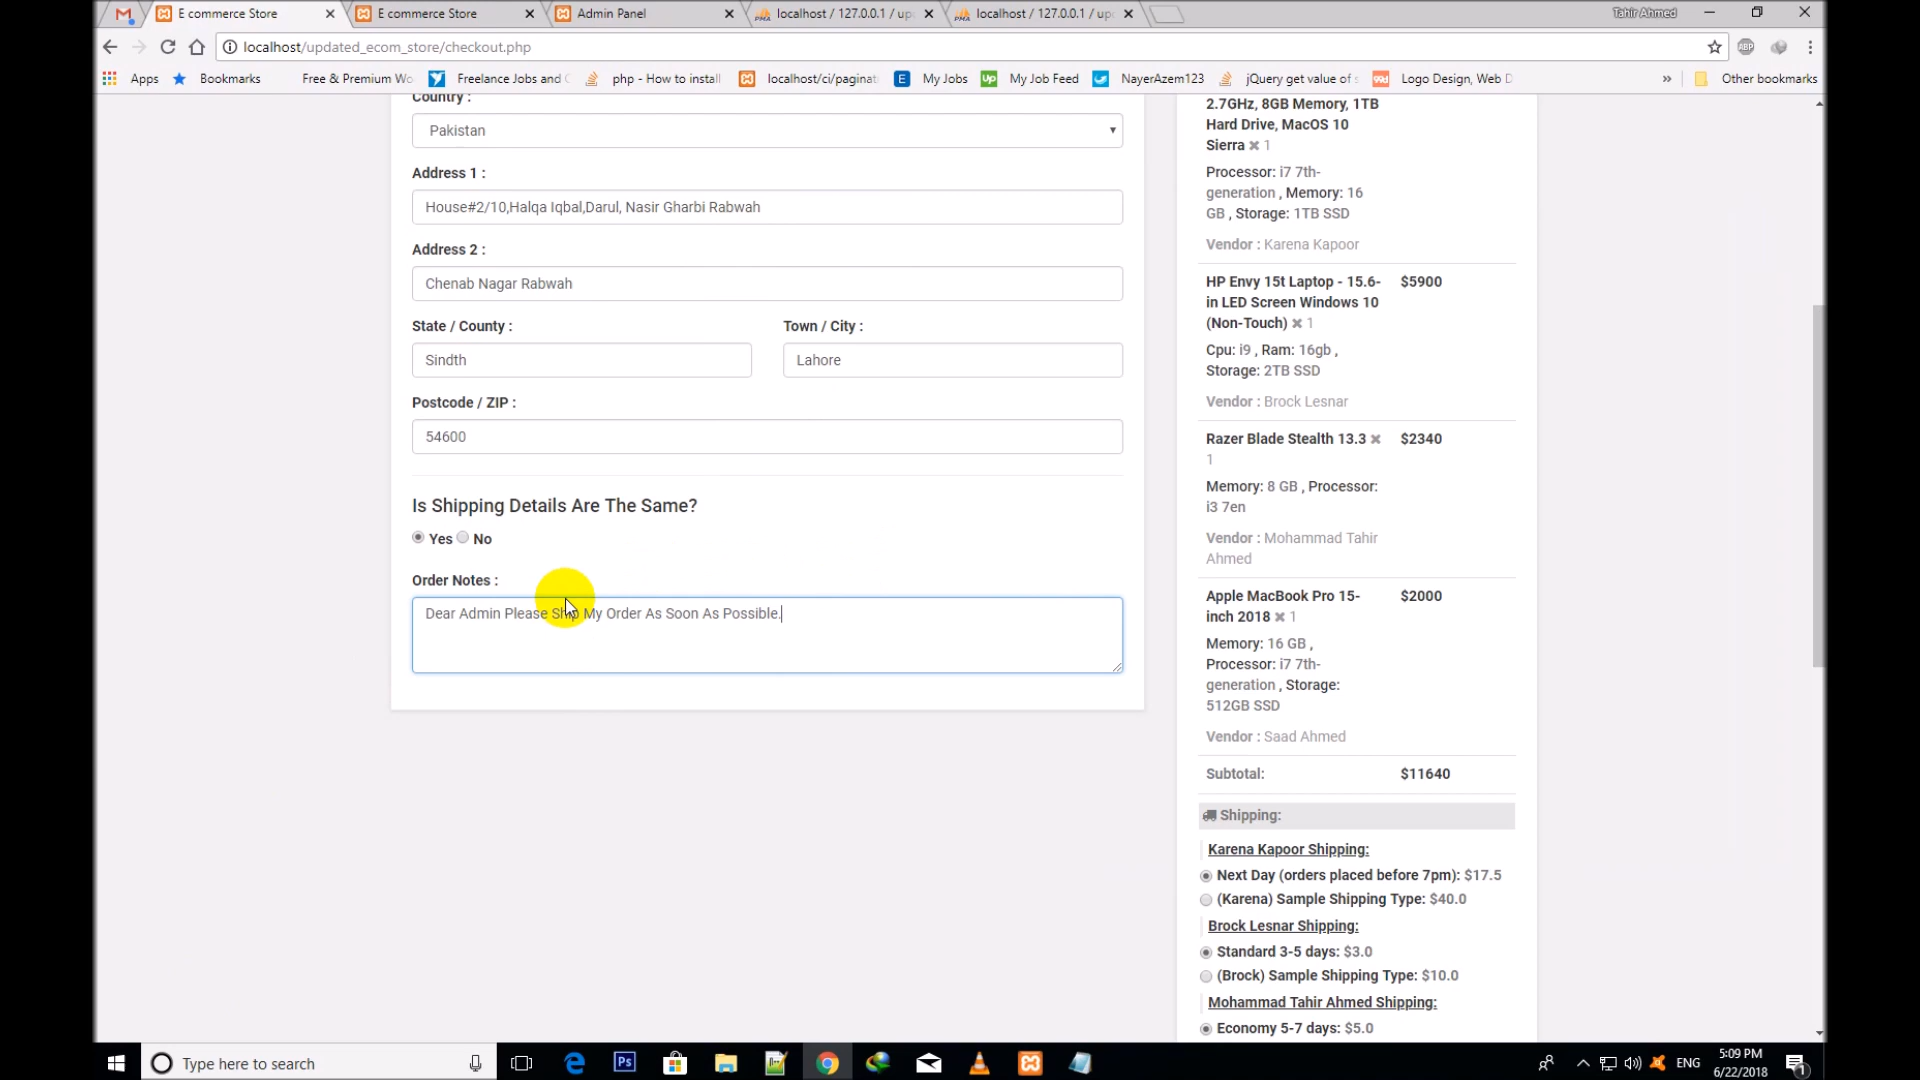 E commerce Store
E commerce Store
Admin Panel
localhost / 127.0.0.1 / up
localhost / 127.0.0.1 / up
Tahir Ahmed
localhost/updated_ecom_store/checkout.php
ABP
Apps
Bookmarks
Free & Premium Wo
Freelance Jobs and
php - How to install
localhost/ci/paginat
My Jobs
My Job Feed
NayerAzem123
jQuery get value of
Logo Design, Web D
»
Other bookmarks
Country :
Pakistan
Address 1 :
House#2/10,Halqa Iqbal,Darul, Nasir Gharbi Rabwah
Address 2 :
Chenab Nagar Rabwah
State / County :
Town / City :
Sindth
Lahore
Postcode / ZIP :
54600
Is Shipping Details Are The Same?
Yes No
Order Notes :
Dear Admin Please Ship My Order As Soon As Possible.
2.7GHz, 8GB Memory, 1TB
Hard Drive, MacOS 10
Sierra ✖ 1
Processor: i7 7th-
generation , Memory: 16
GB , Storage: 1TB SSD
Vendor : Karena Kapoor
HP Envy 15t Laptop - 15.6- $5900
in LED Screen Windows 10
(Non-Touch) ✖ 1
Cpu: i9 , Ram: 16gb ,
Storage: 2TB SSD
Vendor : Brock Lesnar
Razer Blade Stealth 13.3 ✖ $2340
1
Memory: 8 GB , Processor:
i3 7en
Vendor : Mohammad Tahir
Ahmed
Apple MacBook Pro 15- $2000
inch 2018 ✖ 1
Memory: 16 GB ,
Processor: i7 7th-
generation , Storage:
512GB SSD
Vendor : Saad Ahmed
Subtotal: $11640
Shipping:
Karena Kapoor Shipping:
Next Day (orders placed before 7pm): $17.5
(Karena) Sample Shipping Type: $40.0
Brock Lesnar Shipping:
Standard 3-5 days: $3.0
(Brock) Sample Shipping Type: $10.0
Mohammad Tahir Ahmed Shipping:
Economy 5-7 days: $5.0
Type here to search
ENG
5:09 PM
6/22/2018